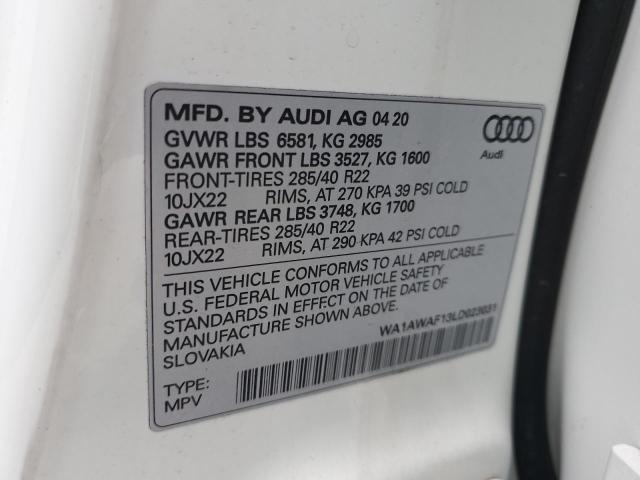 MFD. BY AUDI AG 04 20
GVWR LBS 6581, KG 2985
GAWR FRONT LBS 3527, KG 1600
FRONT-TIRES 285/40 R22
10JX22 RIMS, AT 270 KPA 39 PSI COLD
GAWR REAR LBS 3748, KG 1700
REAR-TIRES 285/40 R22
10JX22 RIMS, AT 290 KPA 42 PSI COLD
Audi
THIS VEHICLE CONFORMS TO ALL APPLICABLE
U.S. FEDERAL MOTOR VEHICLE SAFETY
STANDARDS IN EFFECT ON THE DATE OF
MANUFACTURE SHOWN ABOVE.
SLOVAKIA
WA1AWAF13LD023031
TYPE:
MPV